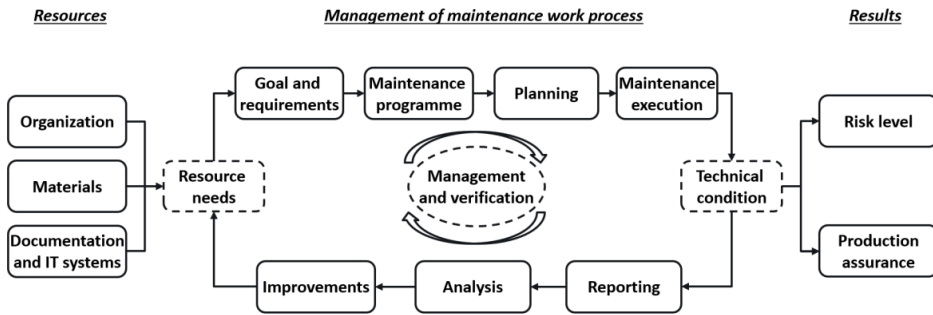 Resources
Management of maintenance work process
Results
Goal and
requirements
Maintenance
programme
Planning
Maintenance
execution
Organization
Materials
Documentation
and IT systems
Resource
needs
Management
and verification
Technical
condition
Risk level
Production
assurance
Improvements
Analysis
Reporting